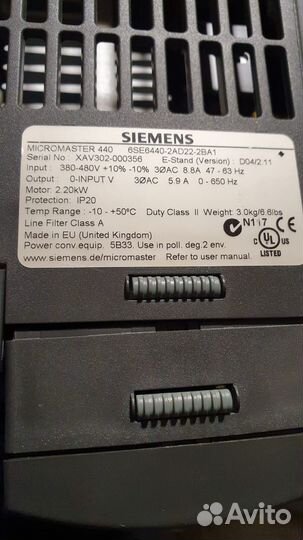 SIEMENS
MICROMASTER 440 6SE6440-2AD22-2BA1
Serial No. XAV302-000356 E-Stand (Version) : D04/2.11
Input : 380-480V +10% -10% 3ØAC 8.8A 47 - 63 Hz
Output : 0-INPUT V 3ØAC 5.9 A 0 - 650 Hz
Motor: 2.20kW
Protection: IP20
Temp Range : -10 - +50°C Duty Class II Weight: 3.0kg/6.6lbs
Line Filter Class A
Made in EU (United Kingdom)
Power conv.equip. 5B33. Use in poll. deg.2 env.
www.siemens.de/micromaster Refer to user manual.
C UL US
LISTED
Avito